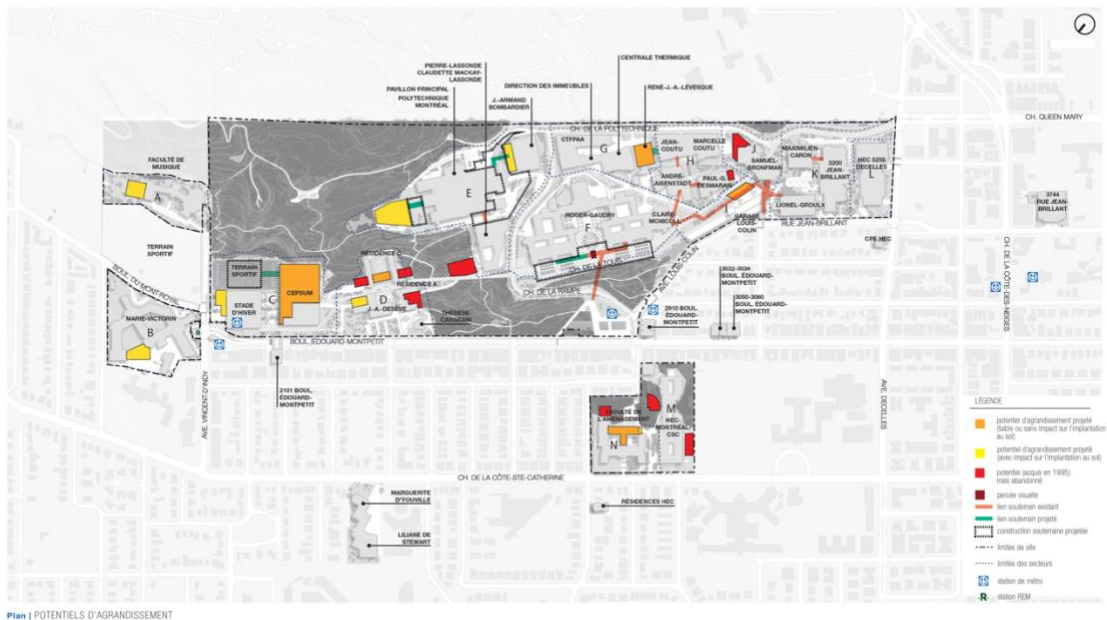 PIERRE-LASSONDE
CLAUDETTE MACKAY-
LASSONDE
CENTRALE THERMIQUE
DIRECTION DES IMMEUBLES
RENÉ-J.-A.-LÉVESQUE
PAVILLON PRINCIPAL
POLYTECHNIQUE
MONTRÉAL
J.-ARMAND
BOMBARDIER
CH. QUEEN MARY
CH. DE LA POLYTECHNIQUE
CTFPAA
G
JEAN-
COUTU
H
MARCELLE
COUTU
J
SAMUEL-
BRONFMAN
MAXIMILIEN-
CARON
K
3200
JEAN-
BRILLANT
HEC 5255
DECELLES
L
FACULTÉ DE
MUSIQUE
A
E
ANDRÉ-
AISENSTADT
PAUL-G.
DESMARAIS
3744
RUE JEAN-
BRILLANT
LIONEL-GROULX
ROGER-GAUDRY
F
CLAIRE-
MCNICOLL
I
GARAGE
LOUIS-
COLIN
RUE JEAN-BRILLANT
CPE HEC
TERRAIN
SPORTIF
RÉSIDENCE C
CH. DE LA TOUR
AVE. LOUIS-COLIN
CH. DE LA CÔTE-DES-NEIGES
BOUL. DU MONT-ROYAL
TERRAIN
SPORTIF
C
CEPSUM
RÉSIDENCE A
CH. DE LA RAMPE
3032-3034
BOUL. ÉDOUARD-
MONTPETIT
STADE
D'HIVER
D
J.-A.-DESÈVE
THÉRÈSE-
CASGRAIN
2910 BOUL.
ÉDOUARD-
MONTPETIT
3050-3060
BOUL. ÉDOUARD-
MONTPETIT
MARIE-VICTORIN
B
R
BOUL. ÉDOUARD-MONTPETIT
2101 BOUL.
ÉDOUARD-
MONTPETIT
AVE. VINCENT-D'INDY
AVE. DECELLES
FACULTÉ DE
L'AMÉNAGEMENT
N
M
HEC-
MONTRÉAL-
CSC
CH. DE LA CÔTE-STE-CATHERINE
MARGUERITE
D'YOUVILLE
LILIANE DE
STEWART
RÉSIDENCES HEC
LÉGENDE
potentiel d'agrandissement projeté
(faible ou sans impact sur l'implantation
au sol)
potentiel d'agrandissement projeté
(avec impact sur l'implantation au sol)
potentiel (acquis en 1995)
mais abandonné
percée visuelle
lien souterrain existant
lien souterrain projeté
construction souterraine projetée
limites de site
limites des secteurs
station de métro
R station REM
Plan | POTENTIELS D'AGRANDISSEMENT